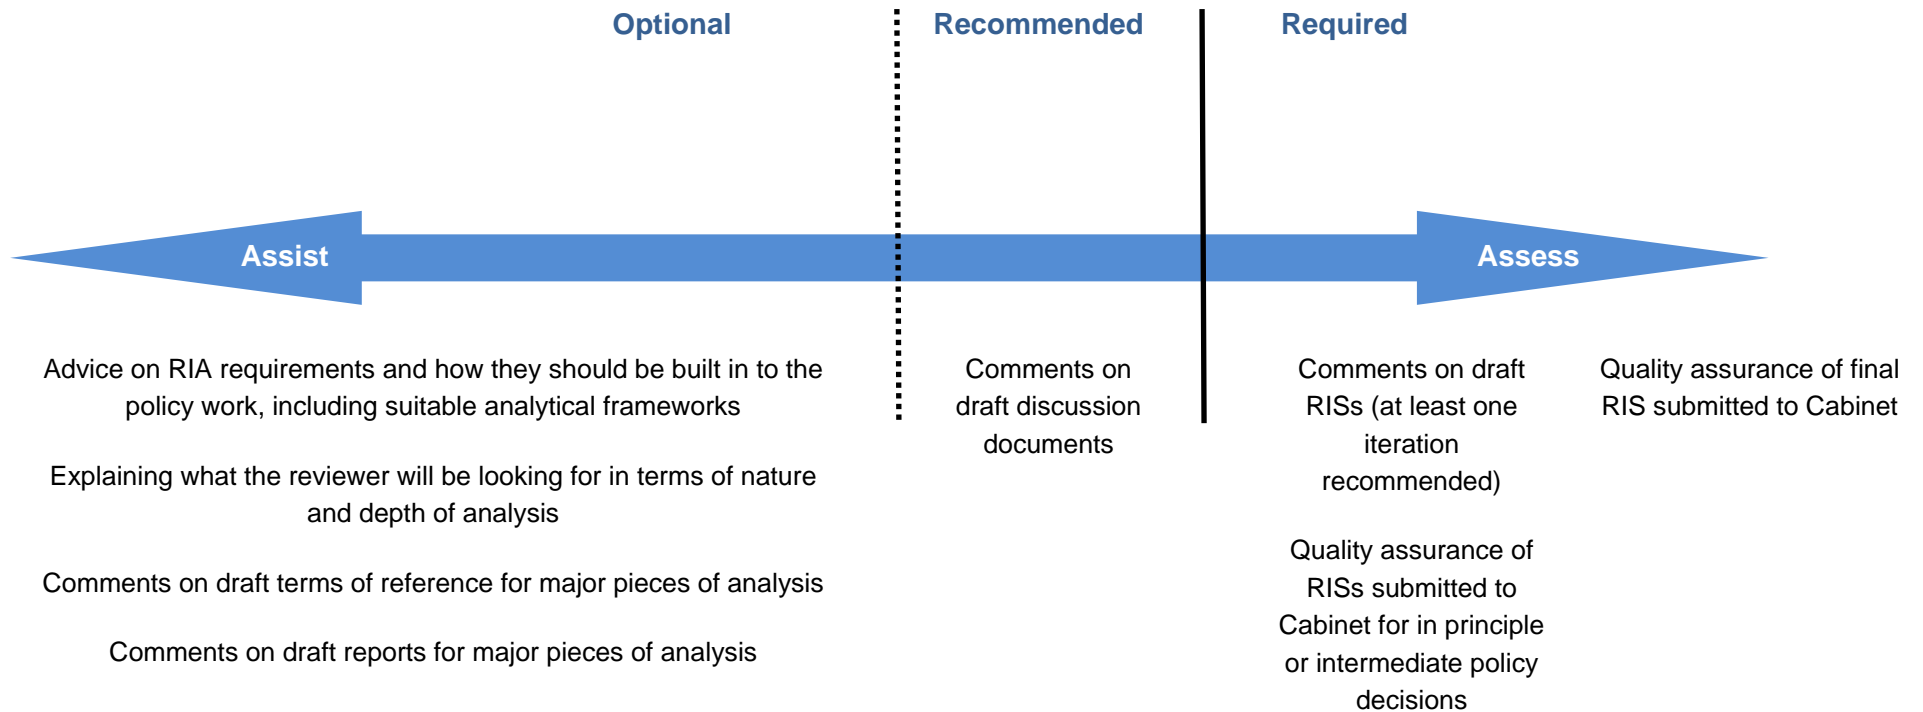 Optional
Recommended
Required
Assist
Assess
Advice on RIA requirements and how they should be built in to the
policy work, including suitable analytical frameworks
Explaining what the reviewer will be looking for in terms of nature
and depth of analysis
Comments on draft terms of reference for major pieces of analysis
Comments on draft reports for major pieces of analysis
Comments on
draft discussion
documents
Comments on draft
RISs (at least one
iteration
recommended)
Quality assurance of
RISs submitted to
Cabinet for in principle
or intermediate policy
decisions
Quality assurance of final
RIS submitted to Cabinet